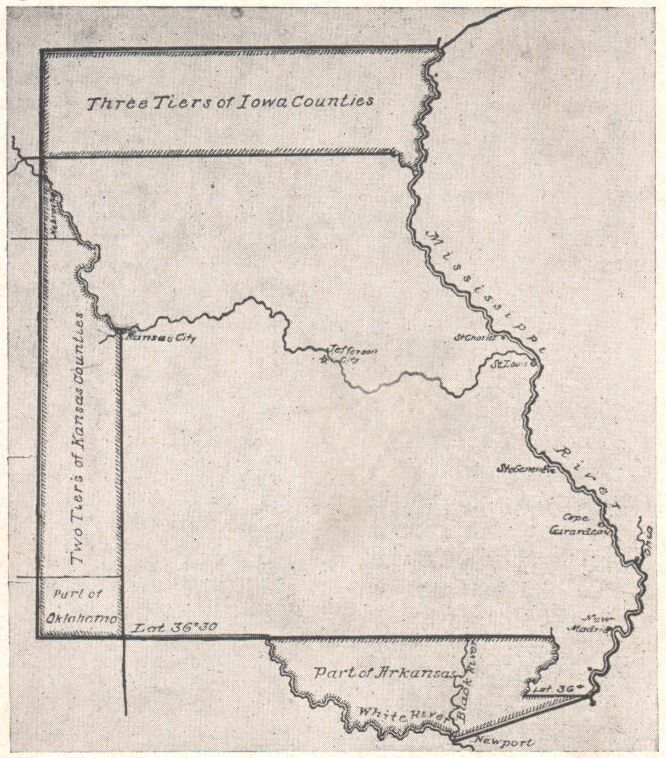 Three Tiers of Iowa Counties
Nebraska
Mississippi
Kansas City
Jefferson
City
St Charles
St. Louis
River
Two Tiers of Kansas Counties
Ste Genevieve
Cape
Girardeau
Ohio
Part of
Oklahoma
Lat 36°30
New
Madrid
Part of Arkansas
Black River
Lat 36°
White River
Newport